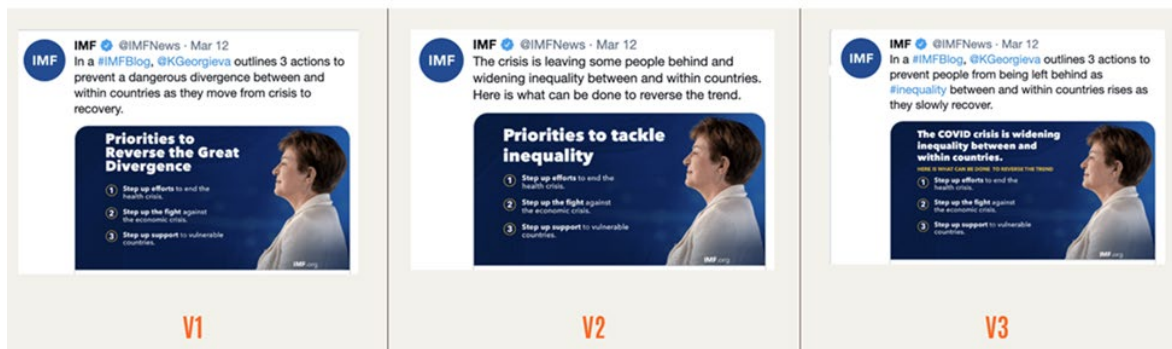 IMF
IMF @IMFNews · Mar 12
In a #IMFBlog, @KGeorgieva outlines 3 actions to
prevent a dangerous divergence between and
within countries as they move from crisis to
recovery.
Priorities to
Reverse the Great
Divergence
1 Step up efforts to end the
health crisis.
2 Step up the fight against
the economic crisis.
3 Step up support to vulnerable
countries.
IMF.org
V1
IMF
IMF @IMFNews · Mar 12
The crisis is leaving some people behind and
widening inequality between and within countries.
Here is what can be done to reverse the trend.
Priorities to tackle
inequality
1 Step up efforts to end the
health crisis.
2 Step up the fight against
the economic crisis.
3 Step up support to vulnerable
countries.
IMF.org
V2
IMF
IMF @IMFNews · Mar 12
In a #IMFBlog, @KGeorgieva outlines 3 actions to
prevent people from being left behind as
#inequality between and within countries rises as
they slowly recover.
The COVID crisis is widening
inequality between and
within countries.
HERE IS WHAT CAN BE DONE TO REVERSE THE TREND
1 Step up efforts to end the
health crisis.
2 Step up the fight against
the economic crisis.
3 Step up support to vulnerable
countries.
IMF.org
V3